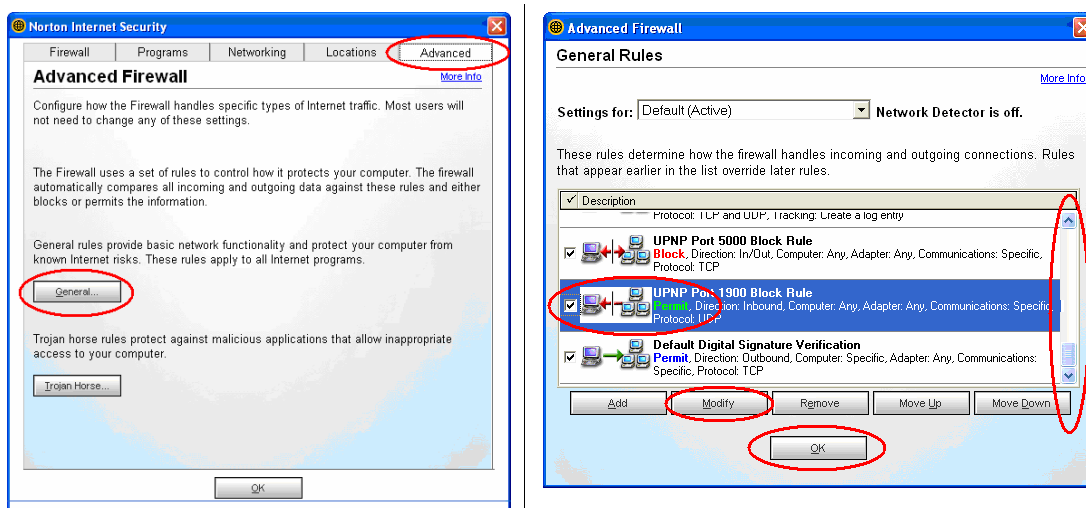 Norton Internet Security
Firewall
Programs
Networking
Locations
Advanced
Advanced Firewall
More Info
Configure how the Firewall handles specific types of Internet traffic. Most users will
not need to change any of these settings.
The Firewall uses a set of rules to control how it protects your computer. The firewall
automatically compares all incoming and outgoing data against these rules and either
blocks or permits the information.
General rules provide basic network functionality and protect your computer from
known Internet risks. These rules apply to all Internet programs.
General...
Trojan horse rules protect against malicious applications that allow inappropriate
access to your computer.
Trojan Horse...
OK
Advanced Firewall
General Rules
More Info
Settings for: Default (Active) Network Detector is off.
These rules determine how the firewall handles incoming and outgoing connections. Rules
that appear earlier in the list override later rules.
Description
Protocol: TCP and UDP, Tracking: Create a log entry
UPNP Port 5000 Block Rule
Block, Direction: In/Out, Computer: Any, Adapter: Any, Communications: Specific,
Protocol: TCP
UPNP Port 1900 Block Rule
Permit, Direction: Inbound, Computer: Any, Adapter: Any, Communications: Specific,
Protocol: UDP
Default Digital Signature Verification
Permit, Direction: Outbound, Computer: Specific, Adapter: Any, Communications:
Specific, Protocol: TCP
Add
Modify
Remove
Move Up
Move Down
OK